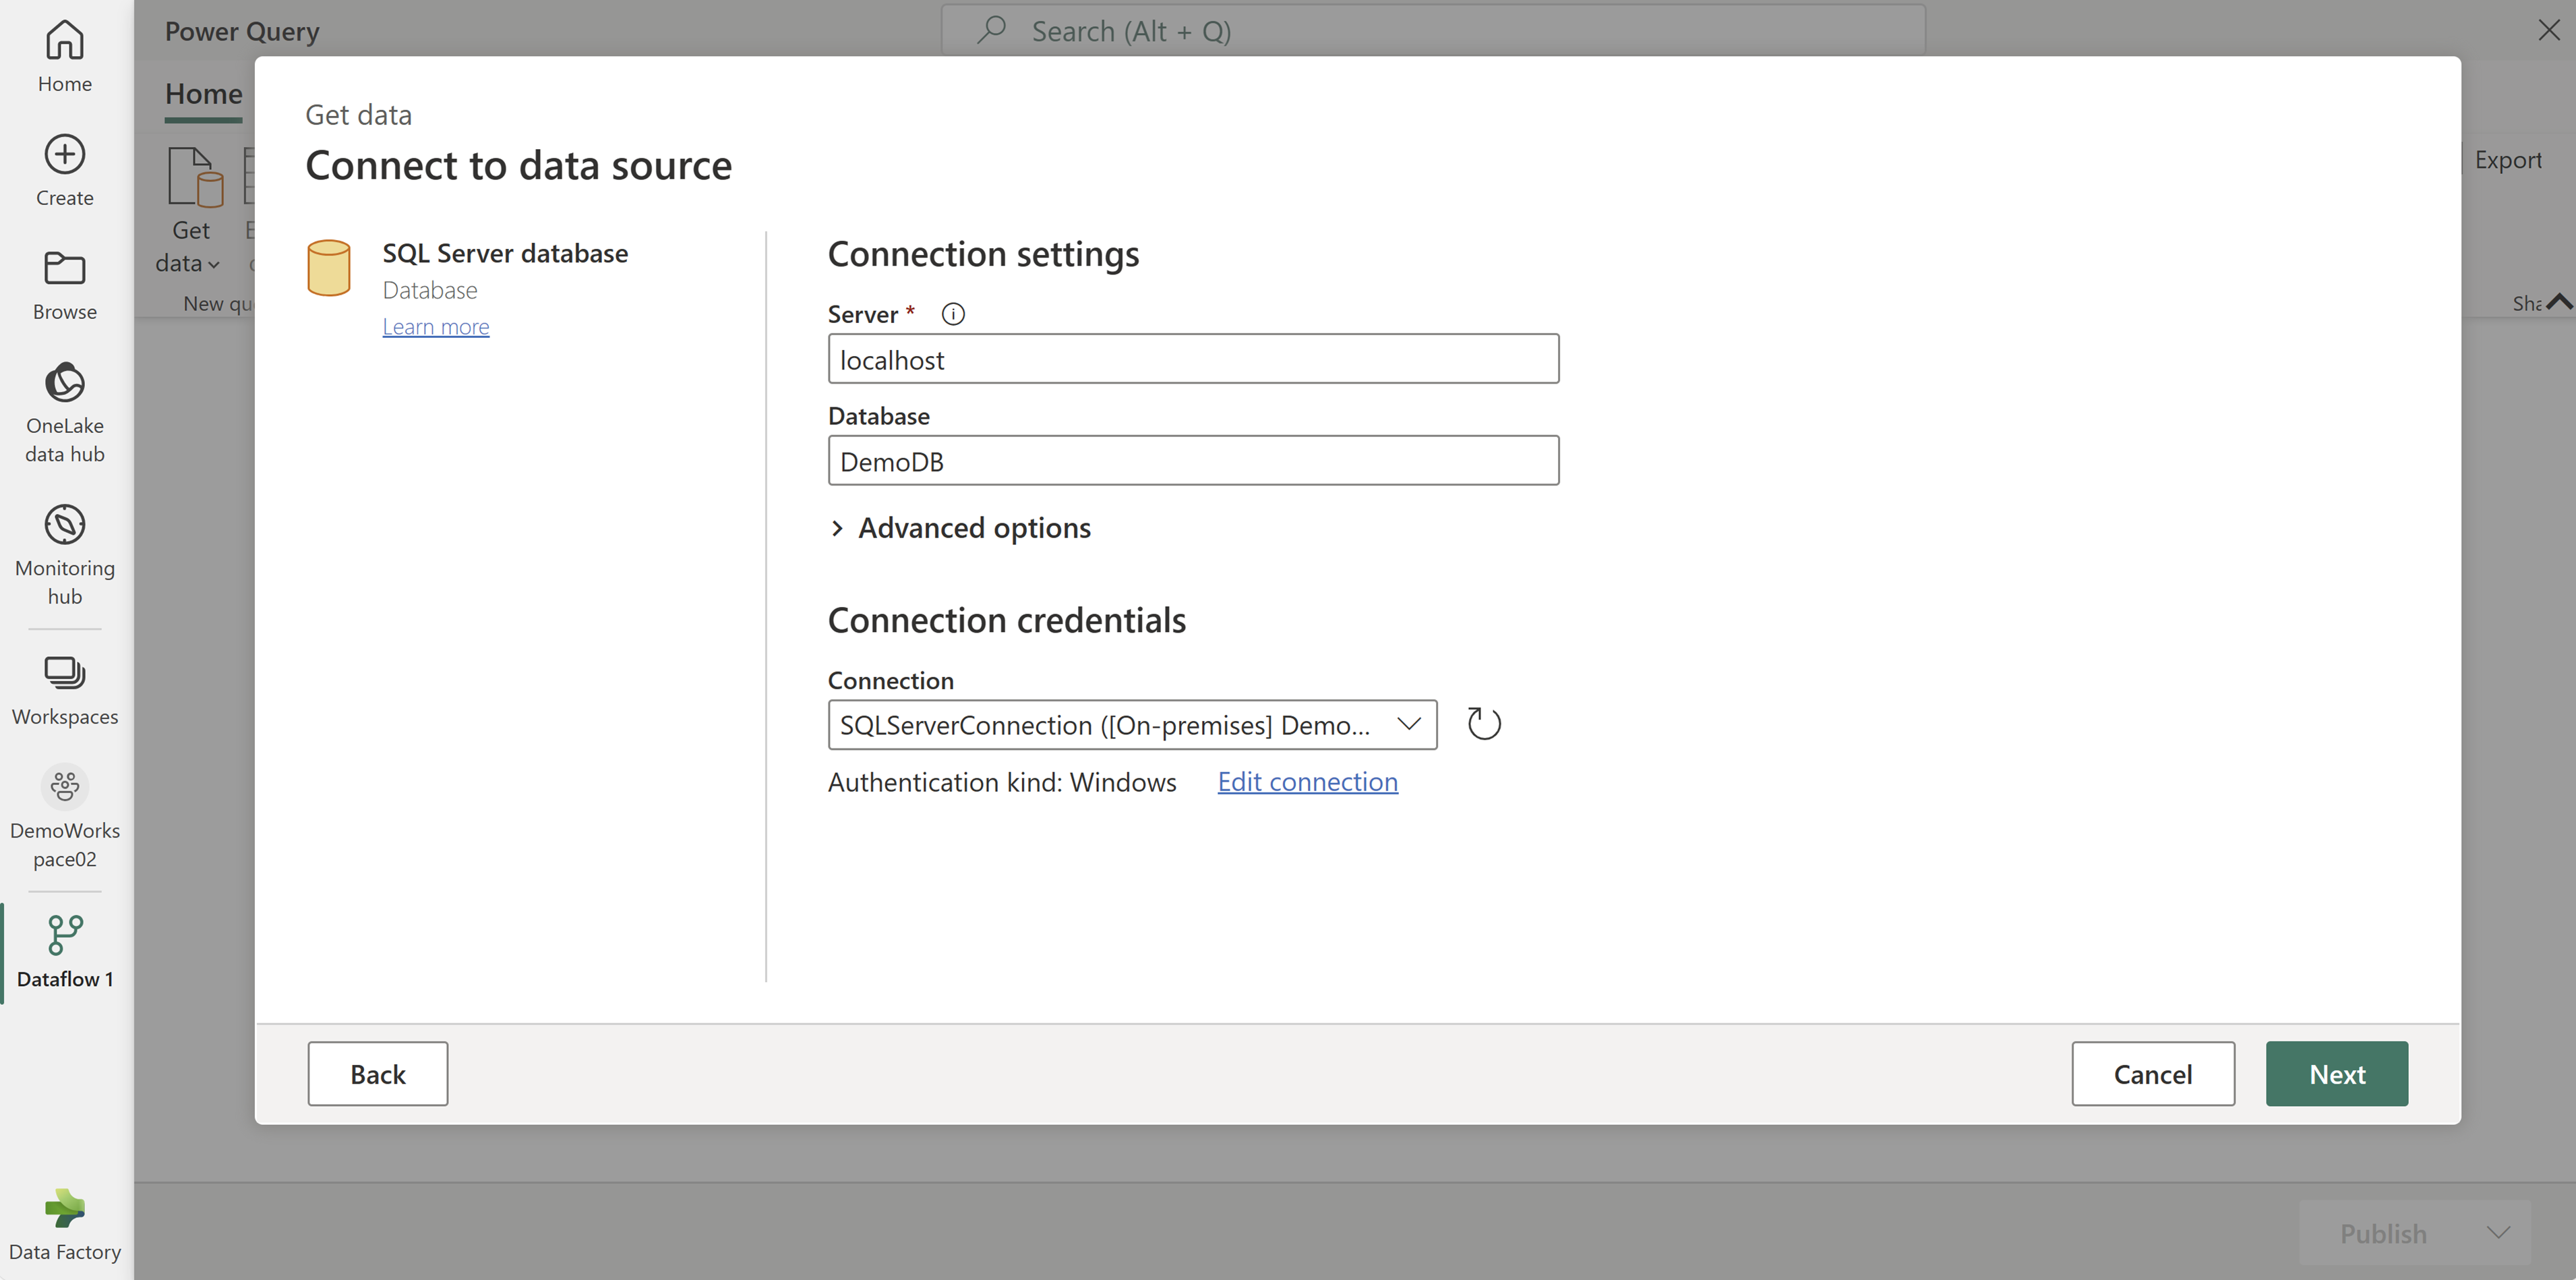 Home
Create
Browse
OneLake
data hub
Monitoring
hub
Workspaces
DemoWorks
pace02
Dataflow 1
Data Factory
Power Query
Search (Alt + Q)
Home
Get
data
New qu
Export
Sha
Get data
Connect to data source
SQL Server database
Database
Learn more
Connection settings
Server *
localhost
Database
DemoDB
Advanced options
Connection credentials
Connection
SQLServerConnection ([On-premises] Demo...
Authentication kind: Windows Edit connection
Back
Cancel
Next
Publish